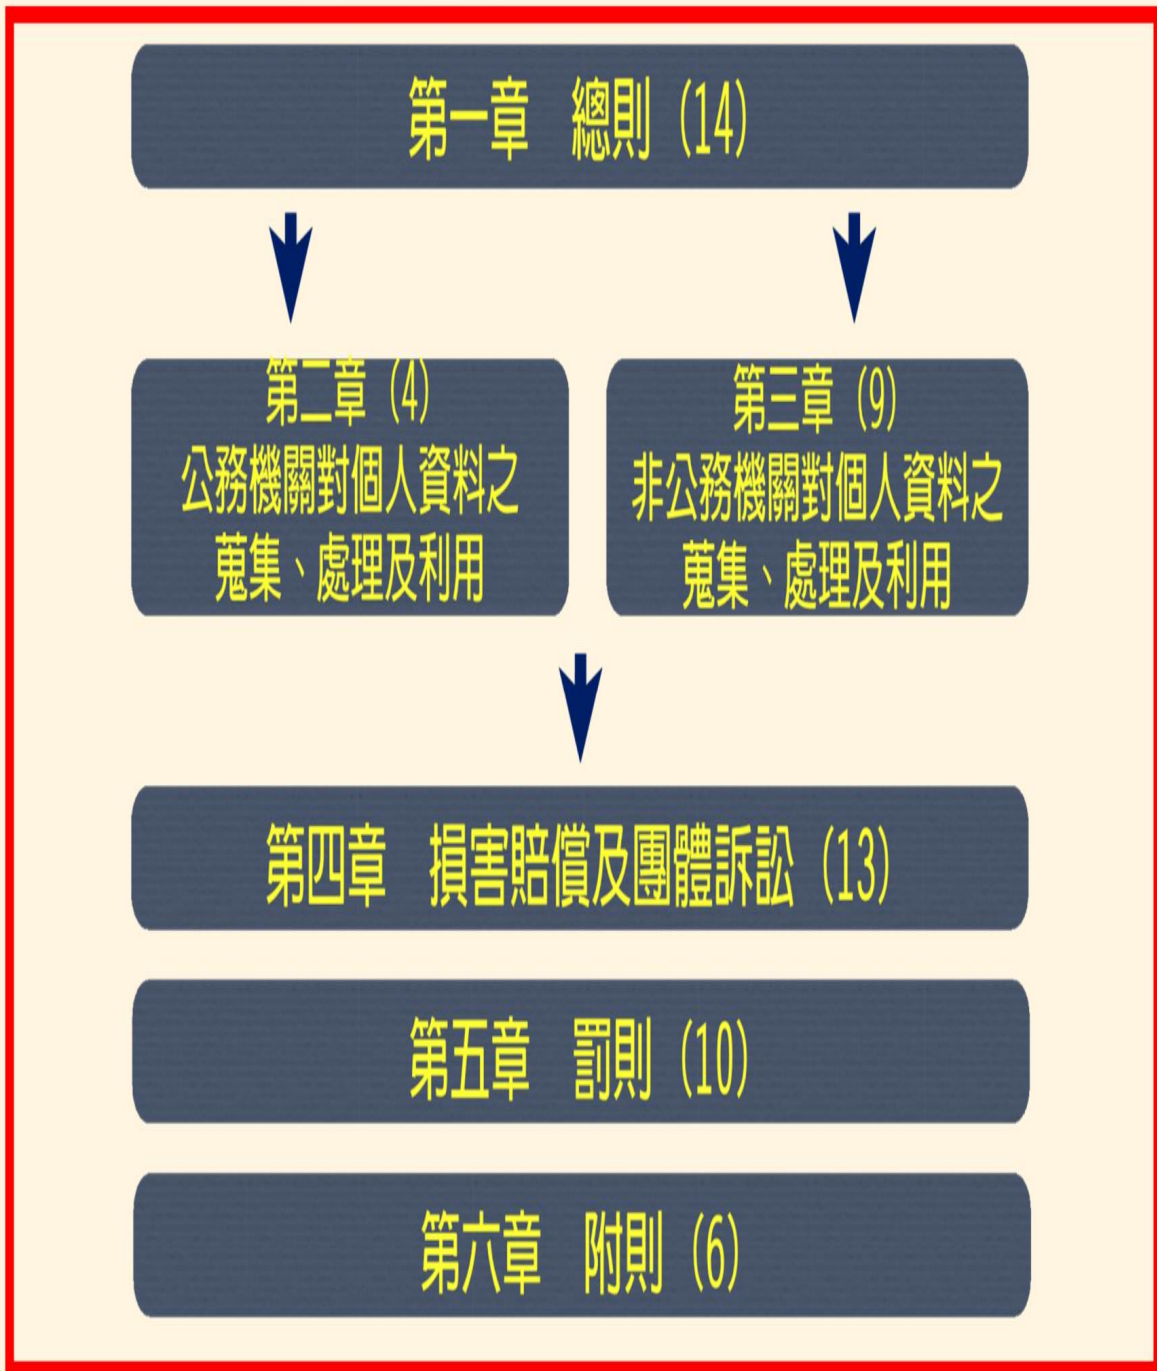 第一章　總則（14）
第二章（4）
公務機關對個人資料之
蒐集、處理及利用
第三章（9）
非公務機關對個人資料之
蒐集、處理及利用
第四章　損害賠償及團體訴訟（13）
第五章　罰則（10）
第六章　附則（6）